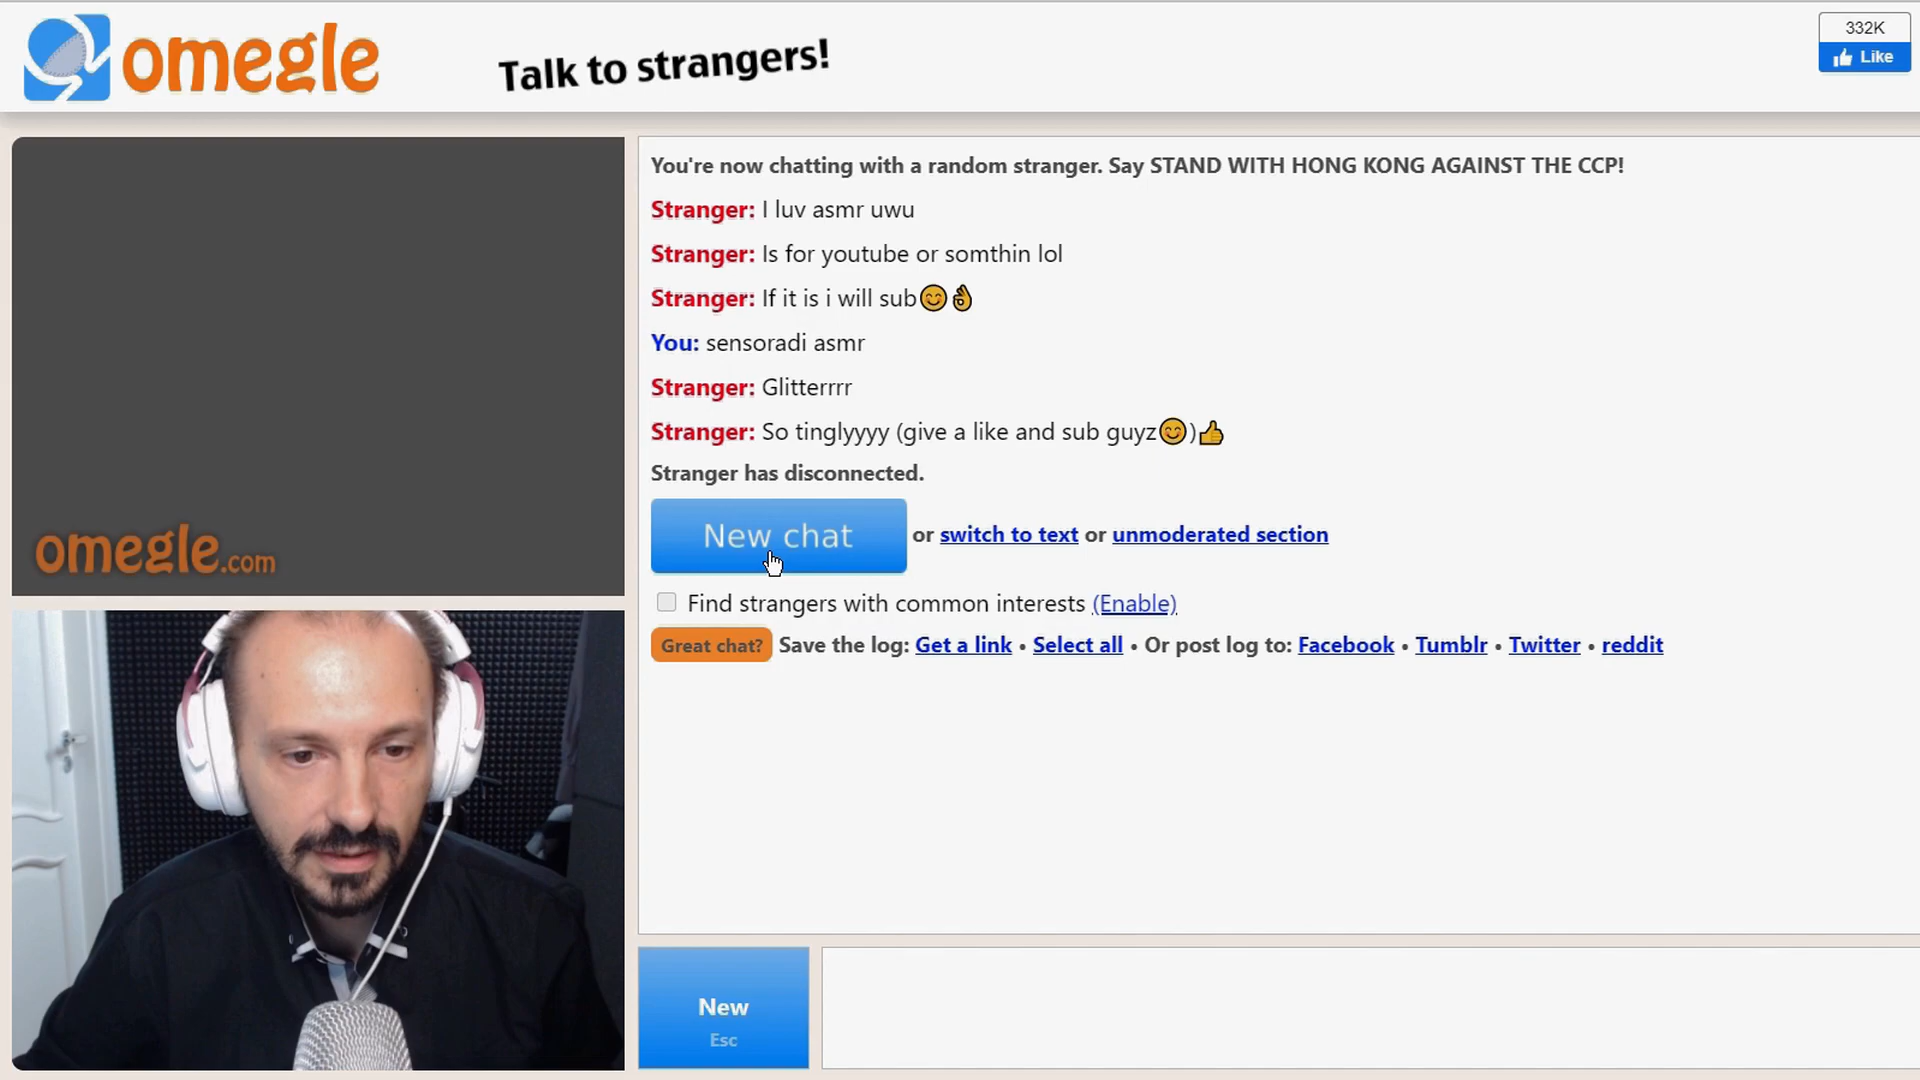 omegle
Talk to strangers!
332K
Like
You're now chatting with a random stranger. Say STAND WITH HONG KONG AGAINST THE CCP!
Stranger: I luv asmr uwu
Stranger: Is for youtube or somthin lol
Stranger: If it is i will sub😊👌
You: sensoradi asmr
Stranger: Glitterrrr
Stranger: So tinglyyyy (give a like and sub guyz😊)👍
Stranger has disconnected.
New chat or switch to text or unmoderated section
Find strangers with common interests (Enable)
Great chat? Save the log: Get a link • Select all • Or post log to: Facebook • Tumblr • Twitter • reddit
omegle.com
New
Esc